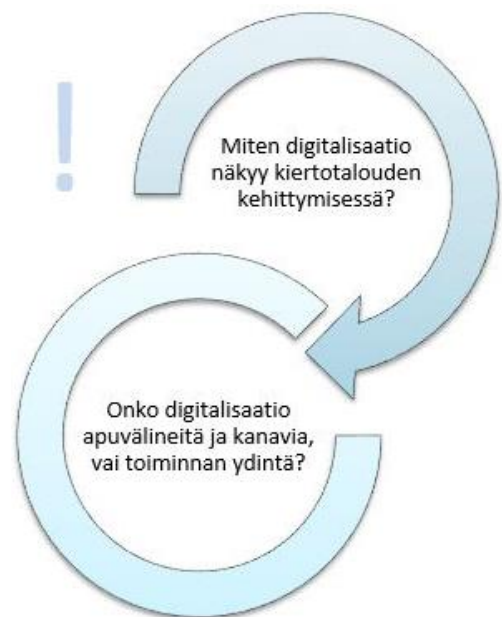 !
Miten digitalisaatio
näkyy kiertotalouden
kehittymisessä?
Onko digitalisaatio
apuvälineitä ja kanavia,
vai toiminnan ydintä?